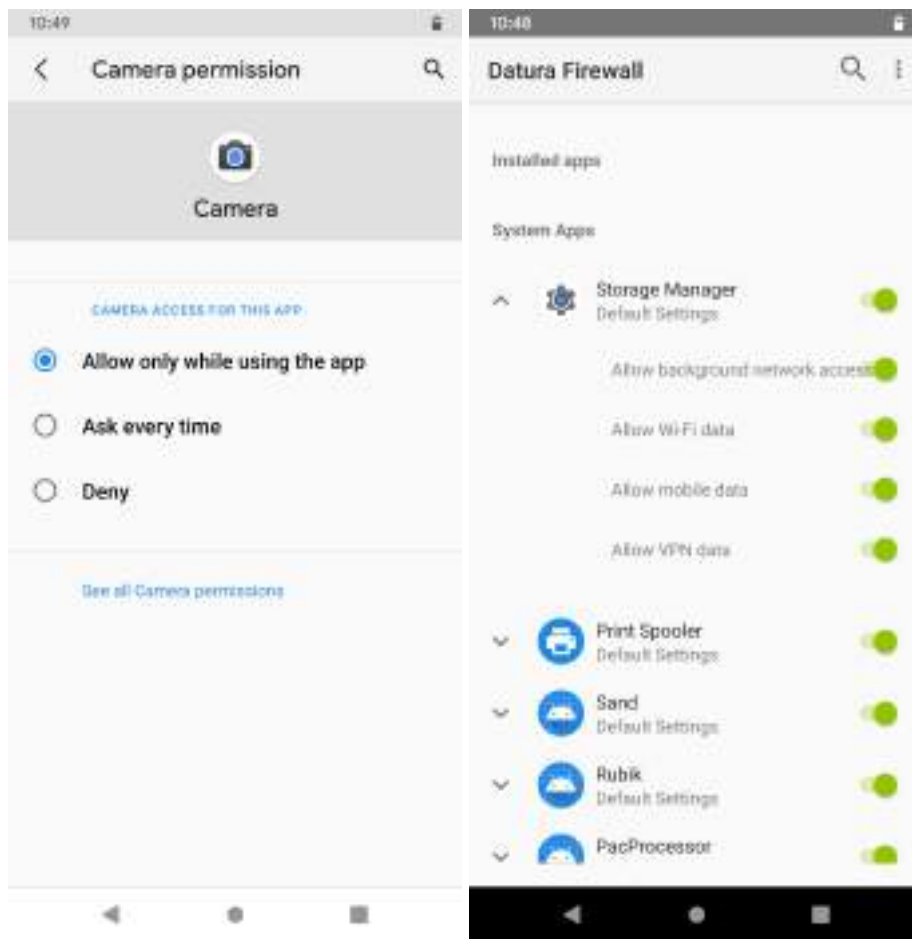 10:49
Camera permission
Camera
CAMERA ACCESS FOR THIS APP
Allow only while using the app
Ask every time
Deny
See all Camera permissions
10:48
Datura Firewall
Installed apps
System Apps
Storage Manager
Default Settings
Allow background network access
Allow Wi-Fi data
Allow mobile data
Allow VPN data
Print Spooler
Default Settings
Sand
Default Settings
Rubik
Default Settings
PacProcessor